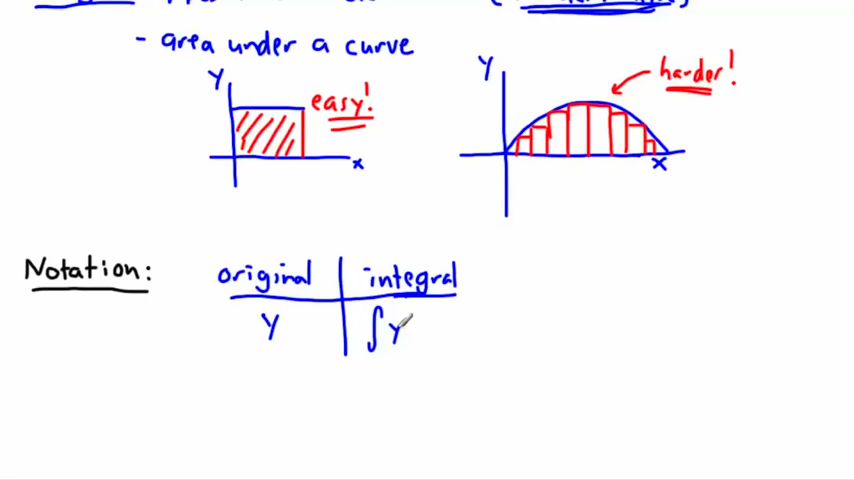 - area under a curve
y easy! x
y harder! x
Notation:
original integral
y ∫y